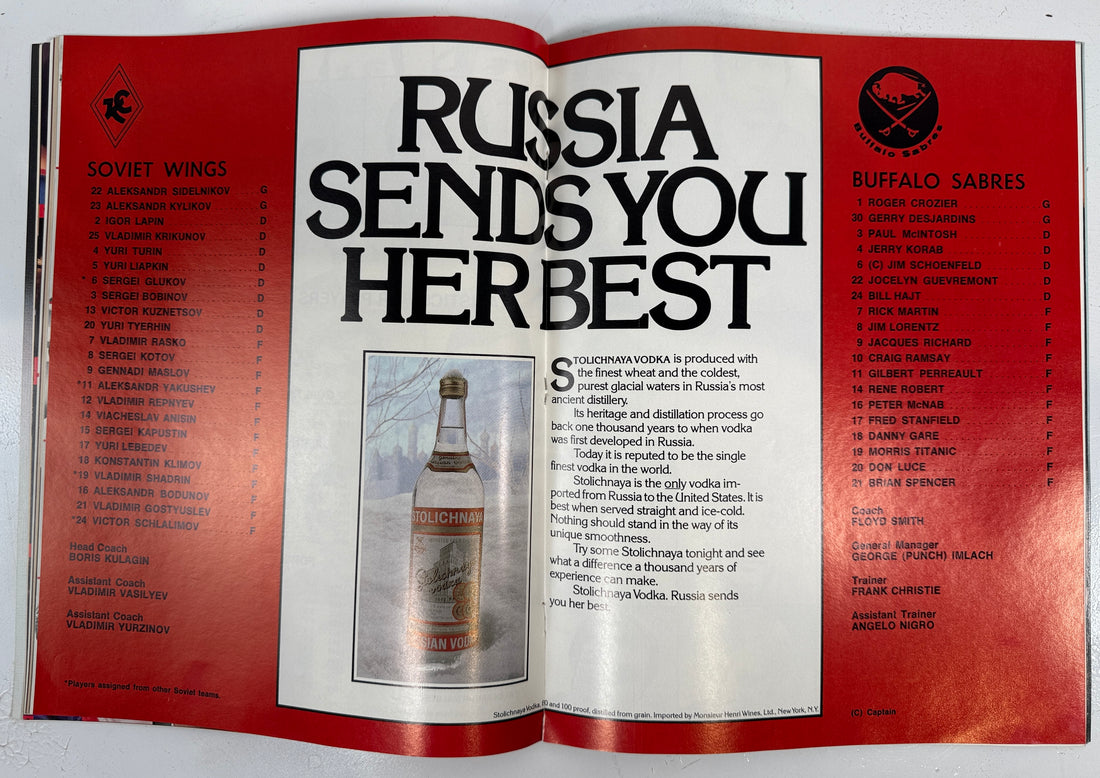 SOVIET WINGS
22 ALEKSANDR SIDELNIKOV G
23 ALEKSANDR KYLIKOV G
2 IGOR LAPIN D
25 VLADIMIR KRIKUNOV D
4 YURI TURIN D
5 YURI LIAPKIN D
*6 SERGEI GLUKOV D
3 SERGEI BOBINOV D
13 VICTOR KUZNETSOV D
20 YURI TYERHIN D
7 VLADIMIR RASKO F
8 SERGEI KOTOV F
9 GENNADI MASLOV F
*11 ALEKSANDR YAKUSHEV F
12 VLADIMIR REPNYEV F
14 VIACHESLAV ANISIN F
15 SERGEI KAPUSTIN F
17 YURI LEBEDEV F
18 KONSTANTIN KLIMOV F
*19 VLADIMIR SHADRIN F
16 ALEKSANDR BODUNOV F
21 VLADIMIR GOSTYUSLEV F
*24 VICTOR SCHLALIMOV F
Head Coach
BORIS KULAGIN
Assistant Coach
VLADIMIR VASILYEV
Assistant Coach
VLADIMIR YURZINOV
*Players assigned from other Soviet teams.
RUSSIA
SENDS YOU
HER BEST
STOLICHNAYA
Stolichnaya
vodka
STOLICHNAYA VODKA is produced with
the finest wheat and the coldest,
purest glacial waters in Russia's most
ancient distillery.
Its heritage and distillation process go
back one thousand years to when vodka
was first developed in Russia.
Today it is reputed to be the single
finest vodka in the world.
Stolichnaya is the only vodka im-
ported from Russia to the United States. It is
best when served straight and ice-cold.
Nothing should stand in the way of its
unique smoothness.
Try some Stolichnaya tonight and see
what a difference a thousand years of
experience can make.
Stolichnaya Vodka. Russia sends
you her best.
Stolichnaya Vodka, 80 and 100 proof, distilled from grain. Imported by Monsieur Henri Wines, Ltd., New York, N.Y.
Buffalo Sabres
BUFFALO SABRES
1 ROGER CROZIER G
30 GERRY DESJARDINS G
3 PAUL McINTOSH D
4 JERRY KORAB D
6 (C) JIM SCHOENFELD D
22 JOCELYN GUEVREMONT D
24 BILL HAJT D
7 RICK MARTIN F
8 JIM LORENTZ F
9 JACQUES RICHARD F
10 CRAIG RAMSAY F
11 GILBERT PERREAULT F
14 RENE ROBERT F
16 PETER McNAB F
17 FRED STANFIELD F
18 DANNY GARE F
19 MORRIS TITANIC F
20 DON LUCE F
21 BRIAN SPENCER F
Coach
FLOYD SMITH
General Manager
GEORGE (PUNCH) IMLACH
Trainer
FRANK CHRISTIE
Assistant Trainer
ANGELO NIGRO
(C) Captain